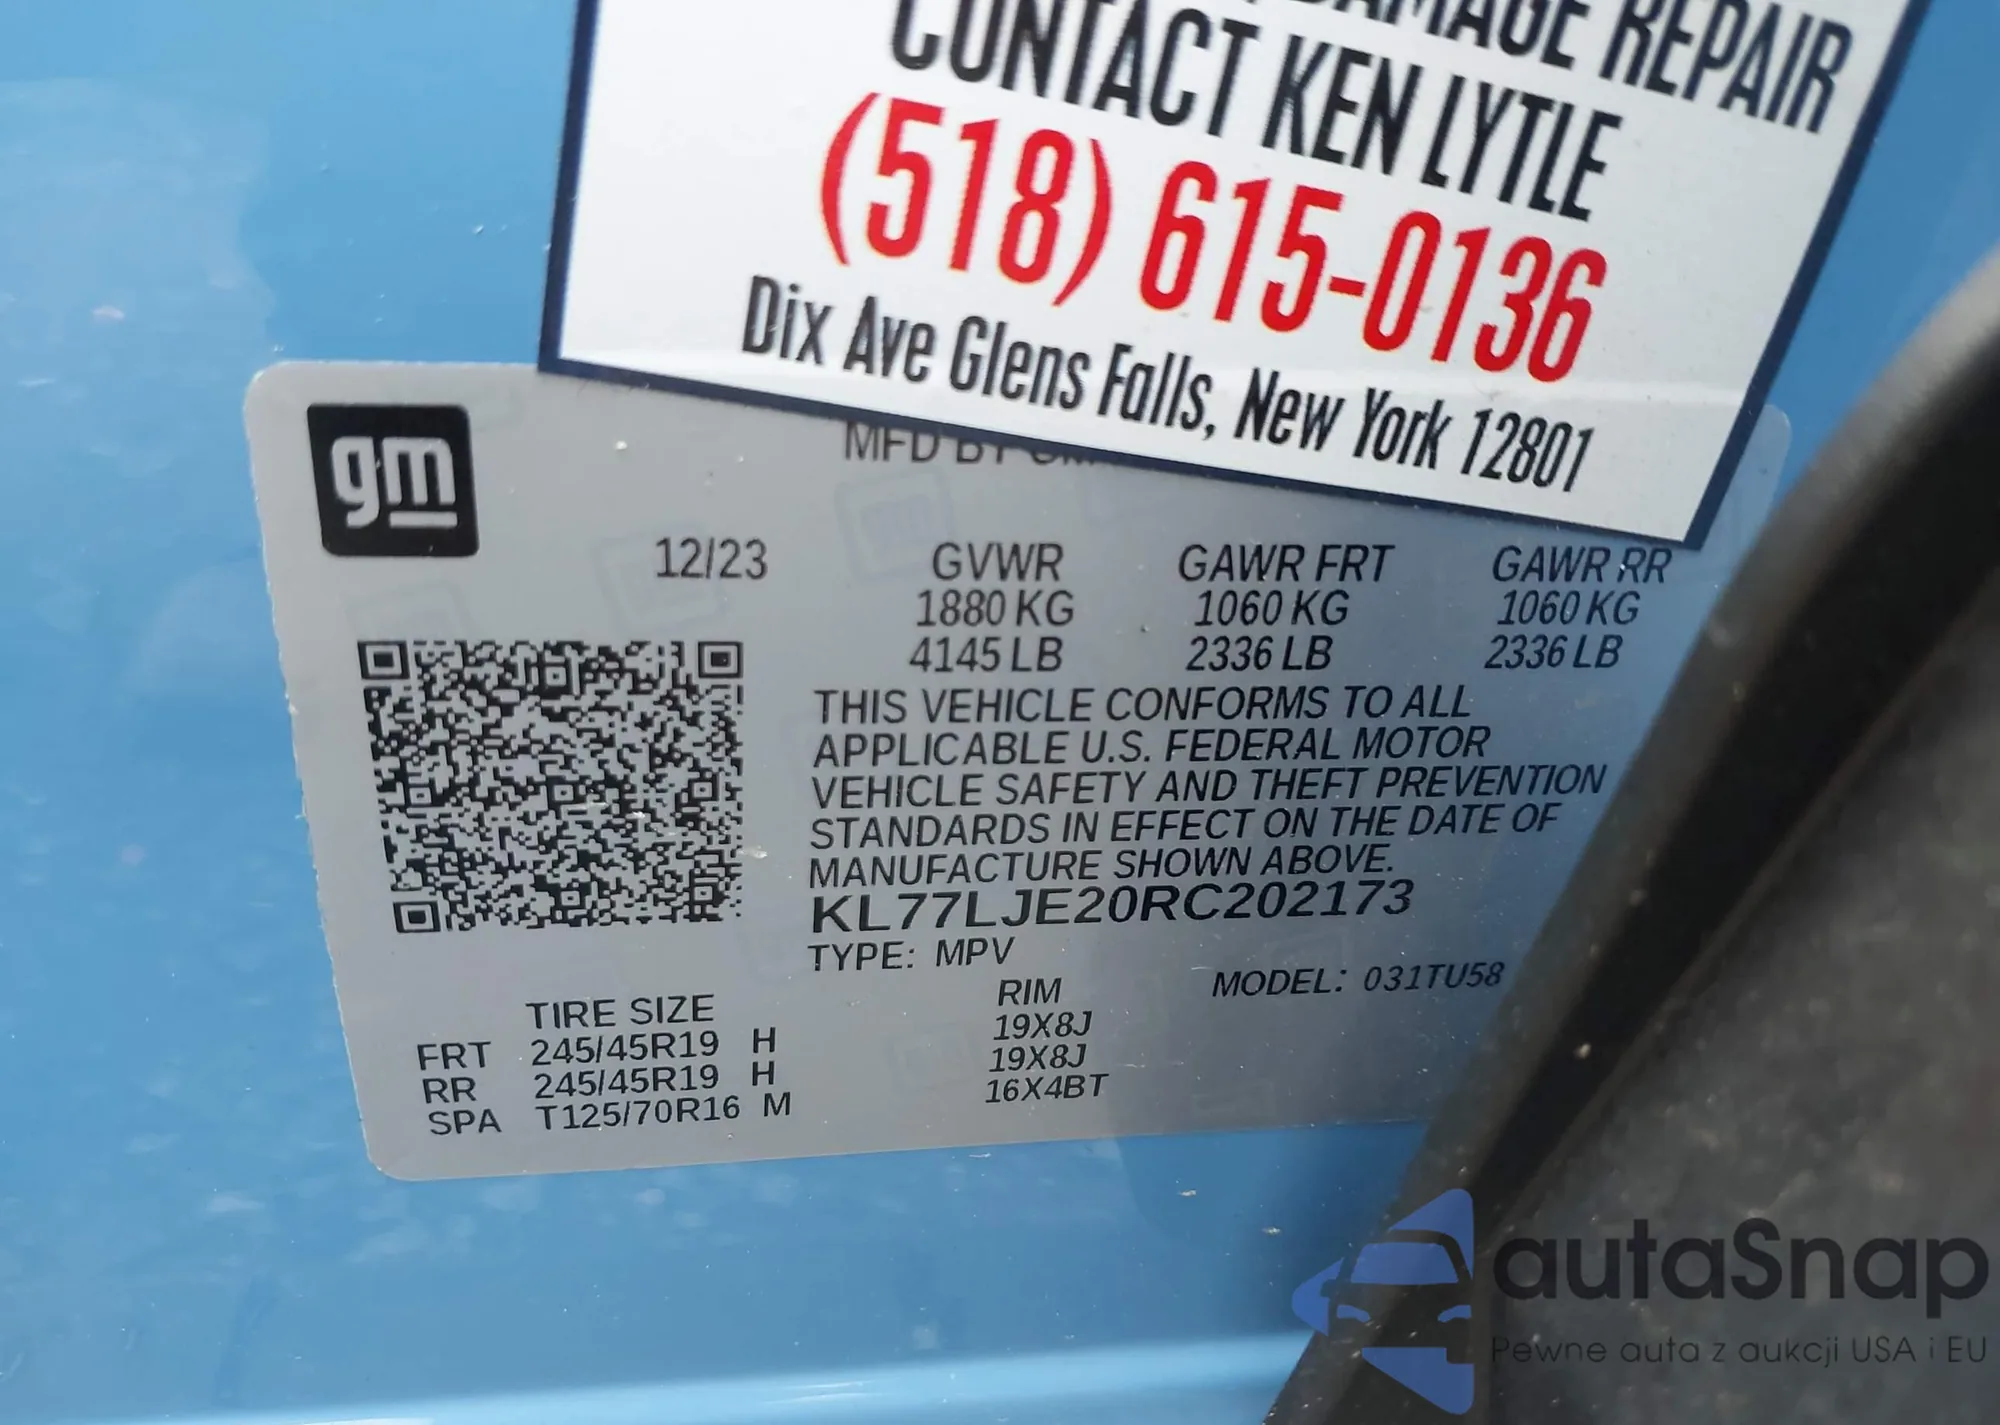 DAMAGE REPAIR
CONTACT KEN LYTLE
(518) 615-0136
Dix Ave Glens Falls, New York 12801
gm
MFD BY
12/23
GVWR GAWR FRT GAWR RR
1880 KG 1060 KG 1060 KG
4145 LB 2336 LB 2336 LB
THIS VEHICLE CONFORMS TO ALL
APPLICABLE U.S. FEDERAL MOTOR
VEHICLE SAFETY AND THEFT PREVENTION
STANDARDS IN EFFECT ON THE DATE OF
MANUFACTURE SHOWN ABOVE.
KL77LJE20RC202173
TYPE: MPV MODEL: 031TU58
TIRE SIZE RIM
FRT 245/45R19 H 19X8J
RR 245/45R19 H 19X8J
SPA T125/70R16 M 16X4BT
autaSnap
Pewne auta z aukcji USA i EU